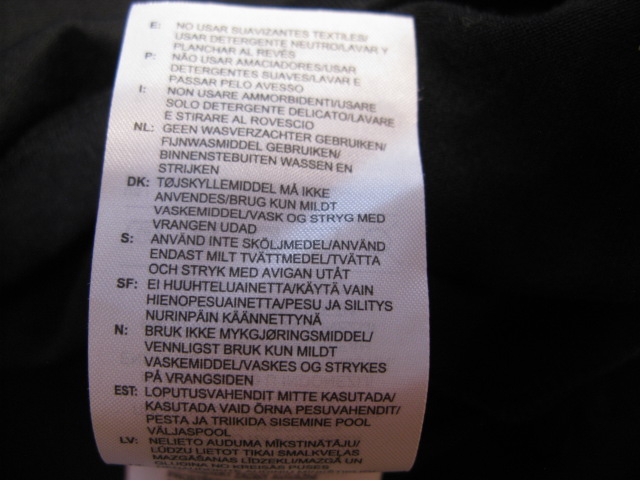 E: NO USAR SUAVIZANTES TEXTILES/
USAR DETERGENTE NEUTRO/LAVAR Y
PLANCHAR AL REVÉS
P: NÃO USAR AMACIADORES/USAR
DETERGENTES SUAVES/LAVAR E
PASSAR PELO AVESSO
I: NON USARE AMMORBIDENTI/USARE
SOLO DETERGENTE DELICATO/LAVARE
E STIRARE AL ROVESCIO
NL: GEEN WASVERZACHTER GEBRUIKEN/
FIJNWASMIDDEL GEBRUIKEN/
BINNENSTEBUITEN WASSEN EN
STRIJKEN
DK: TØJSKYLLEMIDDEL MÅ IKKE
ANVENDES/BRUG KUN MILDT
VASKEMIDDEL/VASK OG STRYG MED
VRANGEN UDAD
S: ANVÄND INTE SKÖLJMEDEL/ANVÄND
ENDAST MILT TVÄTTMEDEL/TVÄTTA
OCH STRYK MED AVIGAN UTÅT
SF: EI HUUHTELUAINETTA/KÄYTÄ VAIN
HIENOPESUAINETTA/PESU JA SILITYS
NURINPÄIN KÄÄNNETTYNÄ
N: BRUK IKKE MYKGJØRINGSMIDDEL/
VENNLIGST BRUK KUN MILDT
VASKEMIDDEL/VASKES OG STRYKES
PÅ VRANGSIDEN
EST: LOPUTUSVAHENDIT MITTE KASUTADA/
KASUTADA VAID ÕRNA PESUVAHENDIT/
PESTA JA TRIIKIDA SISEMINE POOL
VÄLJASPOOL
LV: NELIETO AUDUMA MĪKSTINĀTĀJU/
LŪDZU LIETOT TIKAI SMALKVEĻAS
MAZGĀŠANAS LĪDZEKLI/MAZGĀ UN
GLUDINA NO KREISĀS PUSES